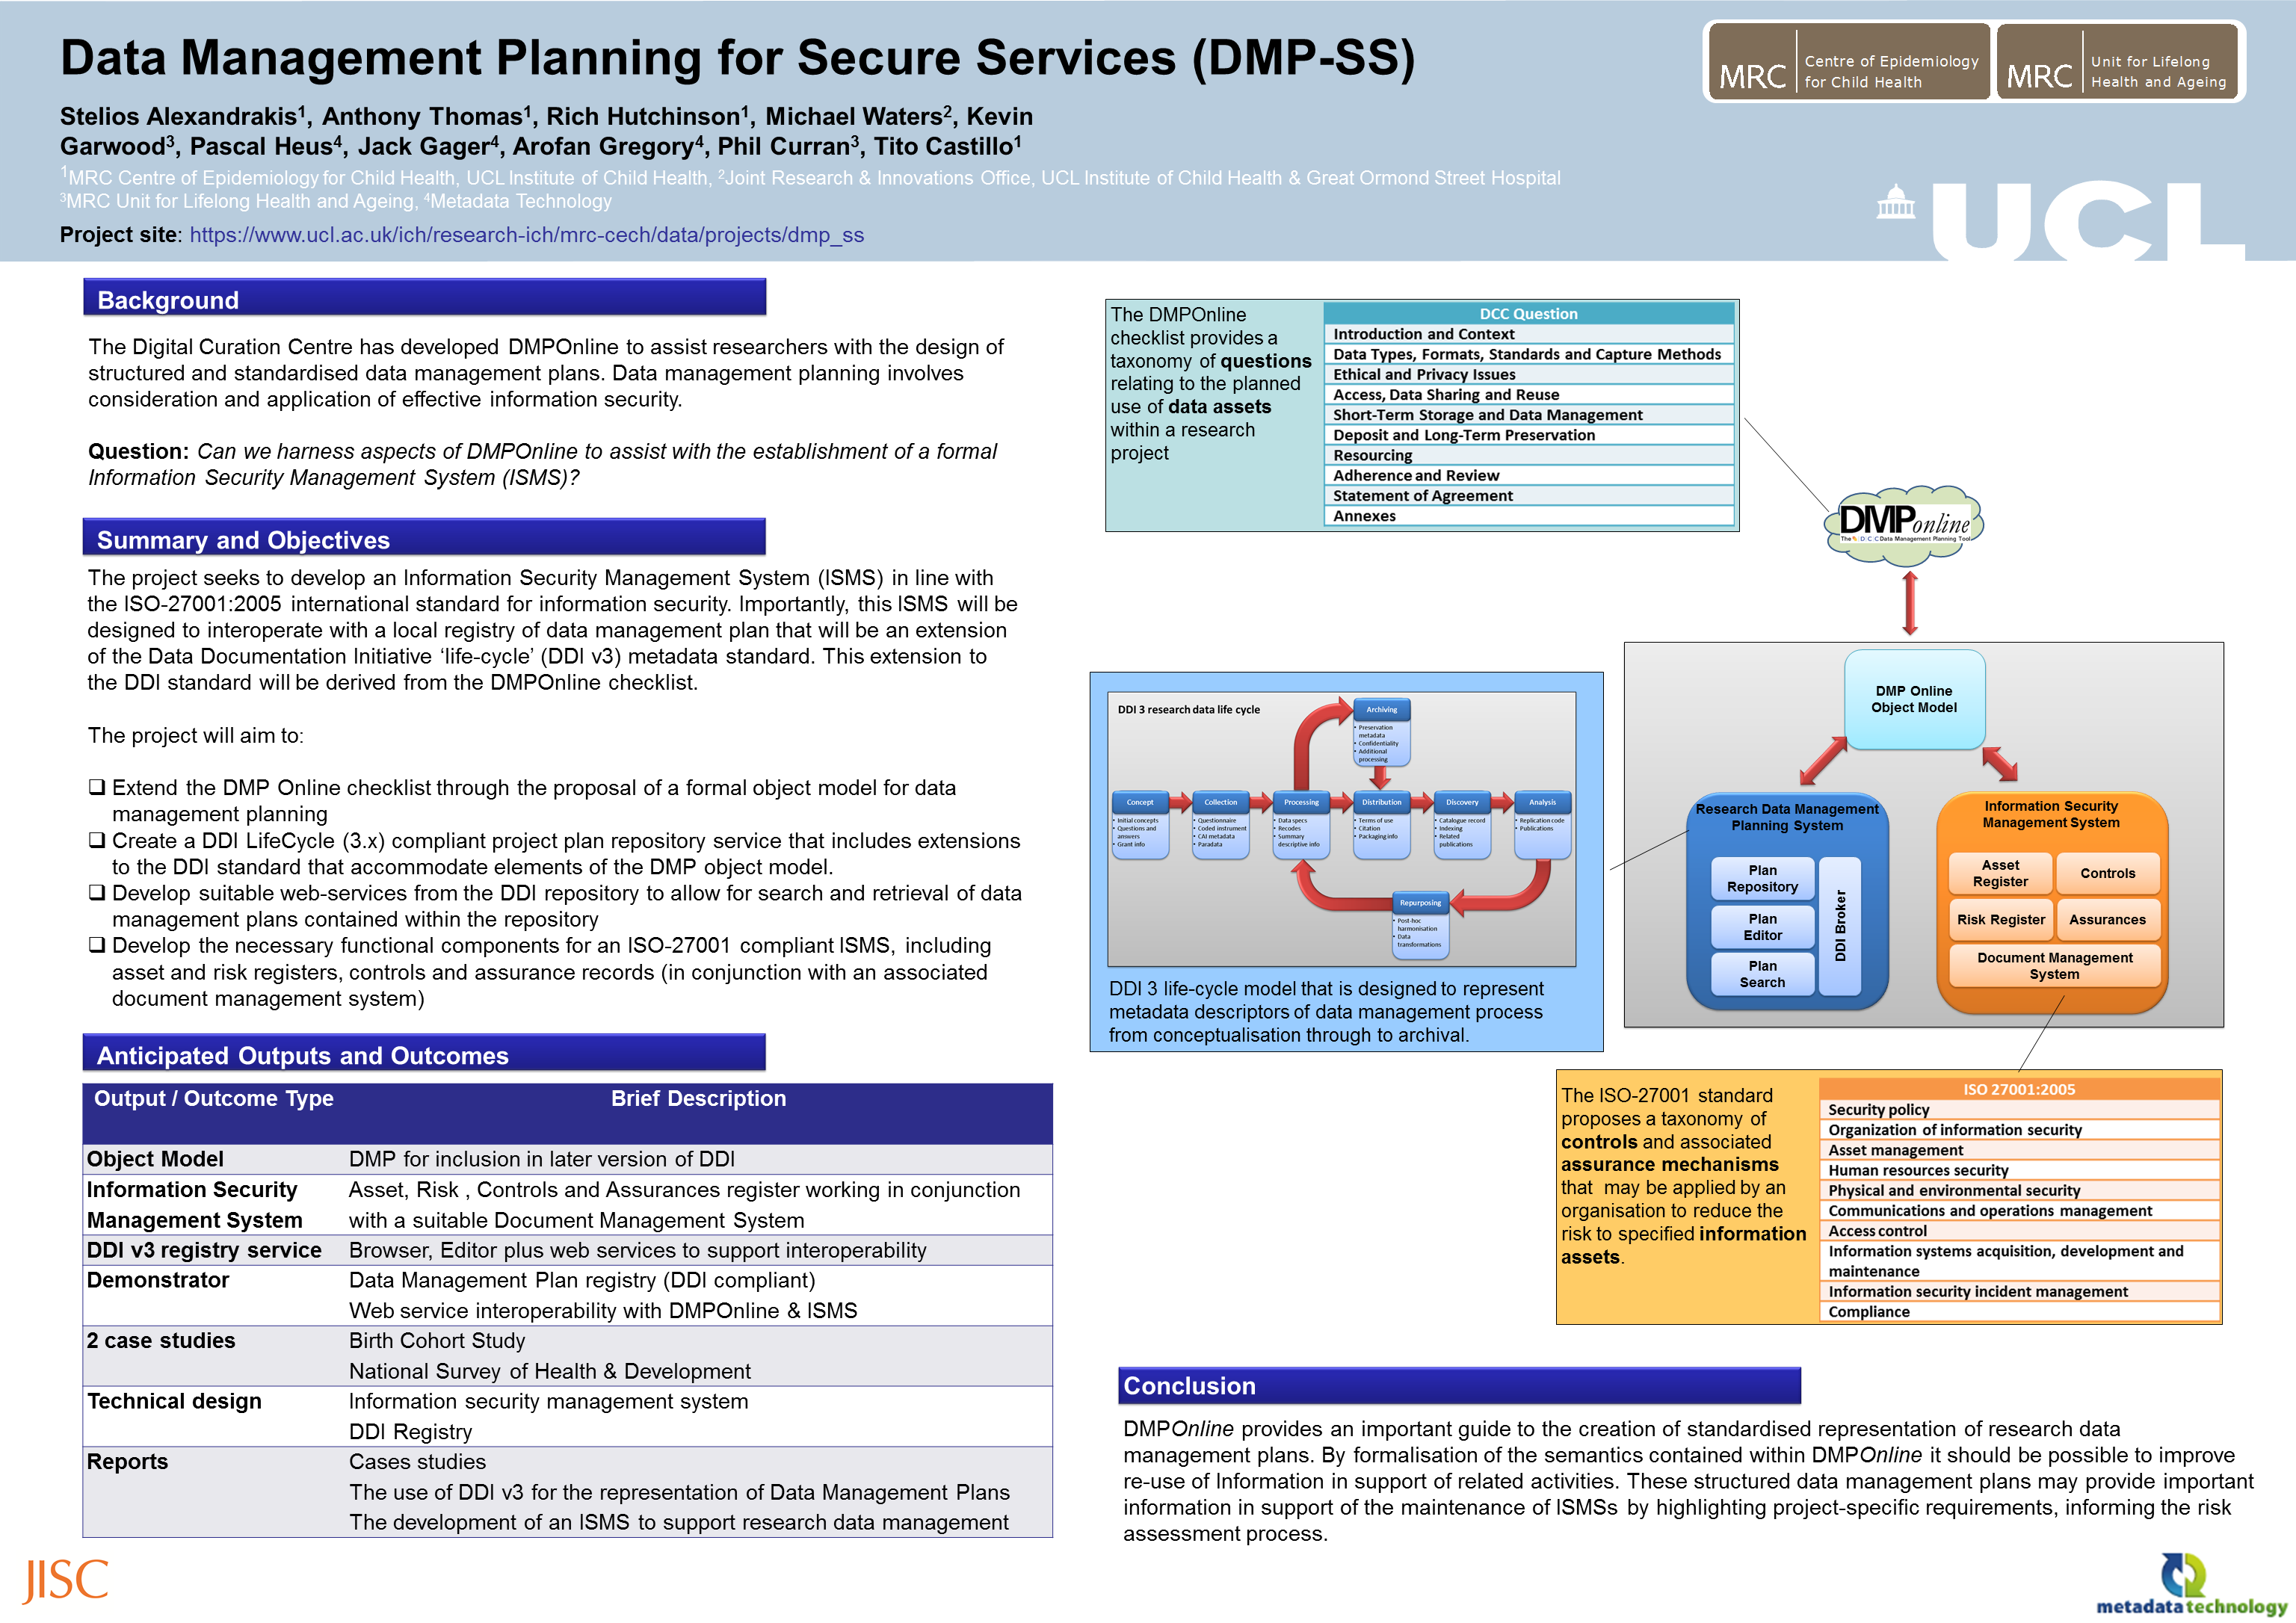 Data Management Planning for Secure Services (DMP-SS)
Stelios Alexandrakis1, Anthony Thomas1, Rich Hutchinson1, Michael Waters2, Kevin
Garwood3, Pascal Heus4, Jack Gager4, Arofan Gregory4, Phil Curran3, Tito Castillo1
1MRC Centre of Epidemiology for Child Health, UCL Institute of Child Health, 2Joint Research & Innovations Office, UCL Institute of Child Health & Great Ormond Street Hospital
3MRC Unit for Lifelong Health and Ageing, 4Metadata Technology
Project site: https://www.ucl.ac.uk/ich/research-ich/mrc-cech/data/projects/dmp_ss
MRC
Centre of Epidemiology
for Child Health
MRC
Unit for Lifelong
Health and Ageing
UCL
Background
The Digital Curation Centre has developed DMPOnline to assist researchers with the design of
structured and standardised data management plans. Data management planning involves
consideration and application of effective information security.
Question: Can we harness aspects of DMPOnline to assist with the establishment of a formal
Information Security Management System (ISMS)?
Summary and Objectives
The project seeks to develop an Information Security Management System (ISMS) in line with
the ISO-27001:2005 international standard for information security. Importantly, this ISMS will be
designed to interoperate with a local registry of data management plan that will be an extension
of the Data Documentation Initiative ‘life-cycle’ (DDI v3) metadata standard. This extension to
the DDI standard will be derived from the DMPOnline checklist.
The project will aim to:
❑ Extend the DMP Online checklist through the proposal of a formal object model for data
management planning
❑ Create a DDI LifeCycle (3.x) compliant project plan repository service that includes extensions
to the DDI standard that accommodate elements of the DMP object model.
❑ Develop suitable web-services from the DDI repository to allow for search and retrieval of data
management plans contained within the repository
❑ Develop the necessary functional components for an ISO-27001 compliant ISMS, including
asset and risk registers, controls and assurance records (in conjunction with an associated
document management system)
Anticipated Outputs and Outcomes
Output / Outcome Type Brief Description
Object Model DMP for inclusion in later version of DDI
Information Security Asset, Risk , Controls and Assurances register working in conjunction
Management System with a suitable Document Management System
DDI v3 registry service Browser, Editor plus web services to support interoperability
Demonstrator Data Management Plan registry (DDI compliant)
Web service interoperability with DMPOnline & ISMS
2 case studies Birth Cohort Study
National Survey of Health & Development
Technical design Information security management system
DDI Registry
Reports Cases studies
The use of DDI v3 for the representation of Data Management Plans
The development of an ISMS to support research data management
JISC
The DMPOnline
checklist provides a
taxonomy of questions
relating to the planned
use of data assets
within a research
project
DCC Question
Introduction and Context
Data Types, Formats, Standards and Capture Methods
Ethical and Privacy Issues
Access, Data Sharing and Reuse
Short-Term Storage and Data Management
Deposit and Long-Term Preservation
Resourcing
Adherence and Review
Statement of Agreement
Annexes
DMPonline
The D C C Data Management Planning Tool
DDI 3 research data life cycle
Archiving
• Preservation
metadata
• Confidentiality
• Additional
processing
Concept
• Initial concepts
• Questions and
answers
• Grant info
Collection
• Questionnaire
• Coded instrument
• CAI metadata
• Paradata
Processing
• Data specs
• Recodes
• Summary
descriptive info
Distribution
• Terms of use
• Citation
• Packaging info
Discovery
• Catalogue record
• Indexing
• Related
publications
Analysis
• Replication code
• Publications
Repurposing
• Post-hoc
harmonisation
• Data
transformations
DDI 3 life-cycle model that is designed to represent
metadata descriptors of data management process
from conceptualisation through to archival.
DMP Online
Object Model
Research Data Management
Planning System
Plan
Repository
Plan
Editor
Plan
Search
DDI Broker
Information Security
Management System
Asset
Register
Controls
Risk Register
Assurances
Document Management
System
The ISO-27001 standard
proposes a taxonomy of
controls and associated
assurance mechanisms
that may be applied by an
organisation to reduce the
risk to specified information
assets.
ISO 27001:2005
Security policy
Organization of information security
Asset management
Human resources security
Physical and environmental security
Communications and operations management
Access control
Information systems acquisition, development and
maintenance
Information security incident management
Compliance
Conclusion
DMPOnline provides an important guide to the creation of standardised representation of research data
management plans. By formalisation of the semantics contained within DMPOnline it should be possible to improve
re-use of Information in support of related activities. These structured data management plans may provide important
information in support of the maintenance of ISMSs by highlighting project-specific requirements, informing the risk
assessment process.
metadata technology